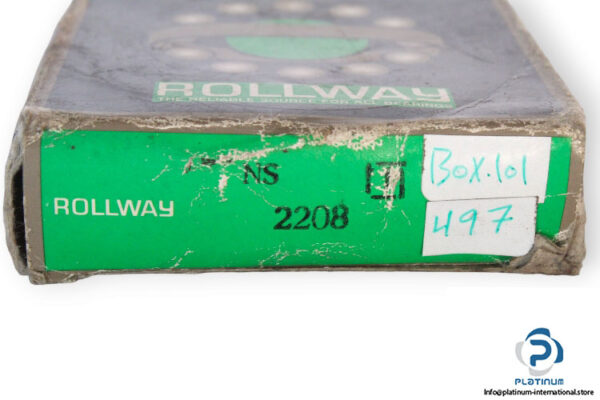 ROLLWAY
THE RELIABLE SOURCE FOR ALL BEARINGS
NS
ROLLWAY
2208
Box.101
497
PLATINUM
Info@platinum-international.store